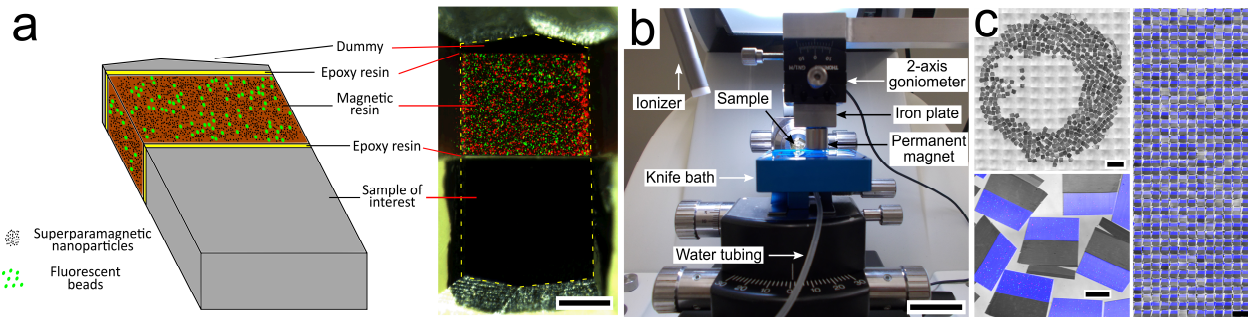 a
Dummy
Epoxy resin
Magnetic
resin
Epoxy resin
Sample of
interest
Superparamagnetic
nanoparticles
Fluorescent
beads
b
Ionizer
Sample
2-axis
goniometer
Iron plate
Permanent
magnet
Knife bath
Water tubing
c